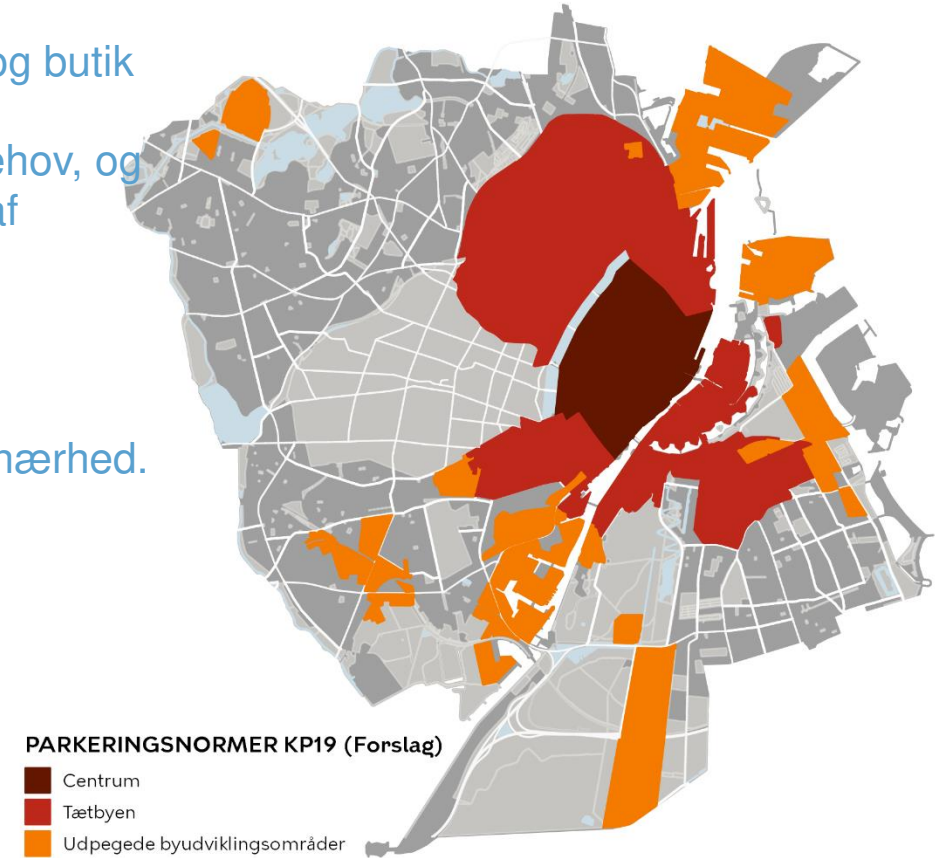 og butik
ehov, og
af
nærhed.
PARKERINGSNORMER KP19 (Forslag)
Centrum
Tætbyen
Udpegede byudviklingsområder